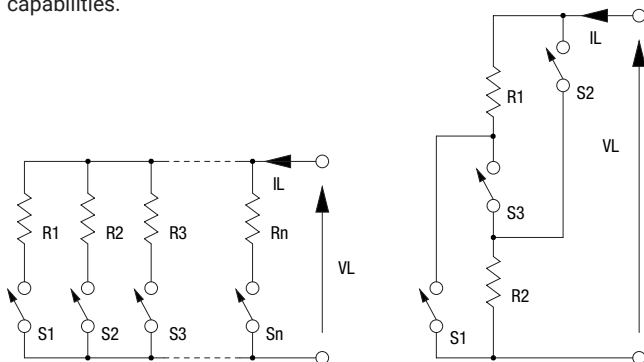 capabilities.
IL
R1
S2
VL
S3
R2
S1
IL
R1
R2
R3
Rn
VL
S1
S2
S3
Sn